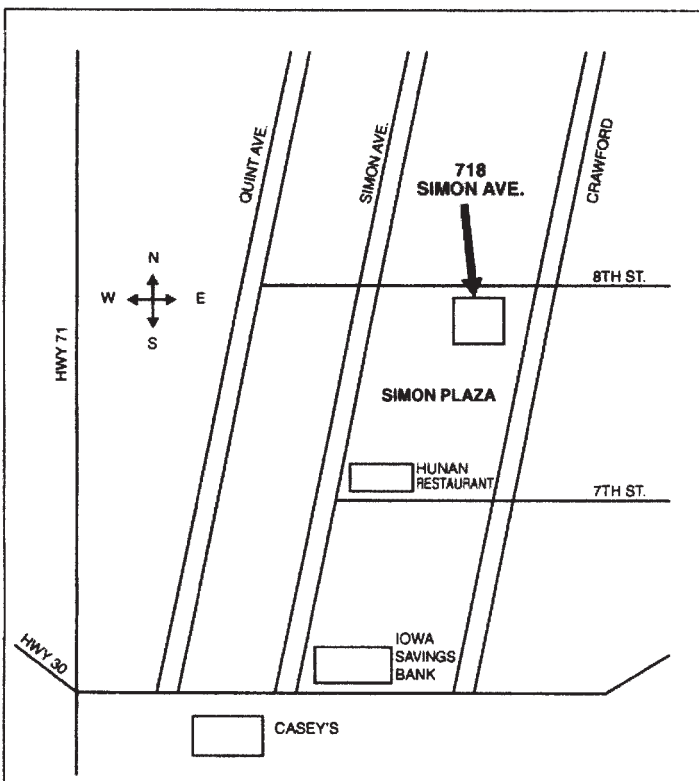 QUINT AVE.
SIMON AVE.
718
SIMON AVE.
CRAWFORD
N
W
E
S
8TH ST.
HWY 71
SIMON PLAZA
HUNAN
RESTAURANT
7TH ST.
HWY 30
IOWA
SAVINGS
BANK
CASEY'S